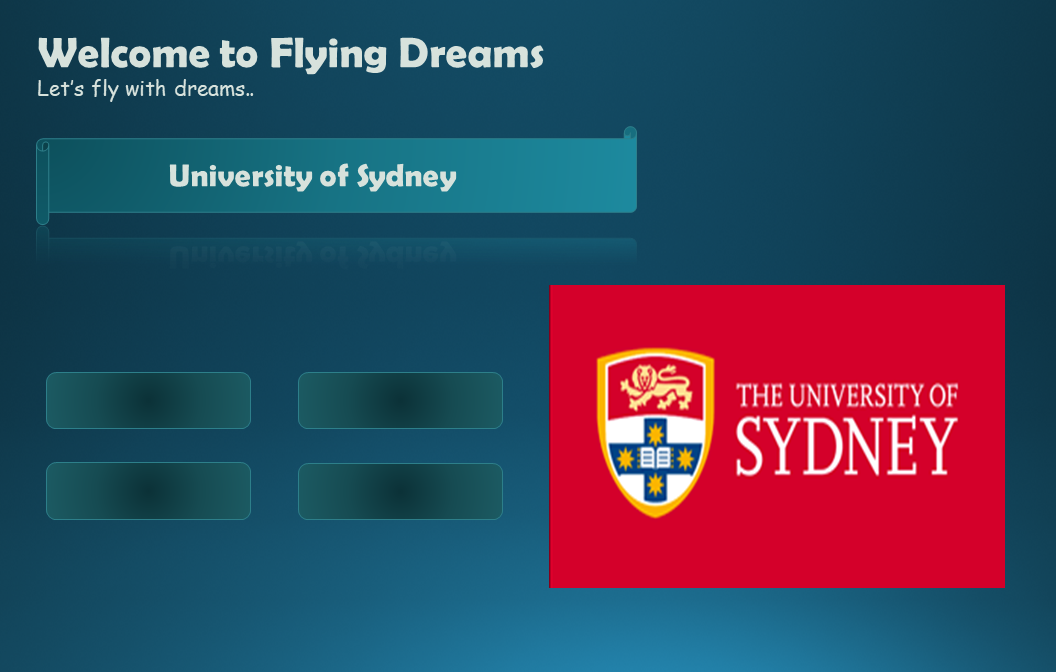 Welcome to Flying Dreams
Let's fly with dreams..
University of Sydney
THE UNIVERSITY OF
SYDNEY